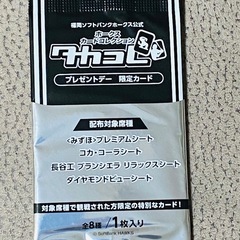 福岡ソフトバンクホークス公式
ホークス
カードコレクション
タカコレ
プレゼントデー 限定カード
配布対象席種
〈みずほ〉プレミアムシート
コカ・コーラシート
長谷工 ブランシエラ リラックスシート
ダイヤモンドビューシート
対象席種で観戦された方限定の特別なカード!
全8種/1枚入り
© SoftBank HAWKS